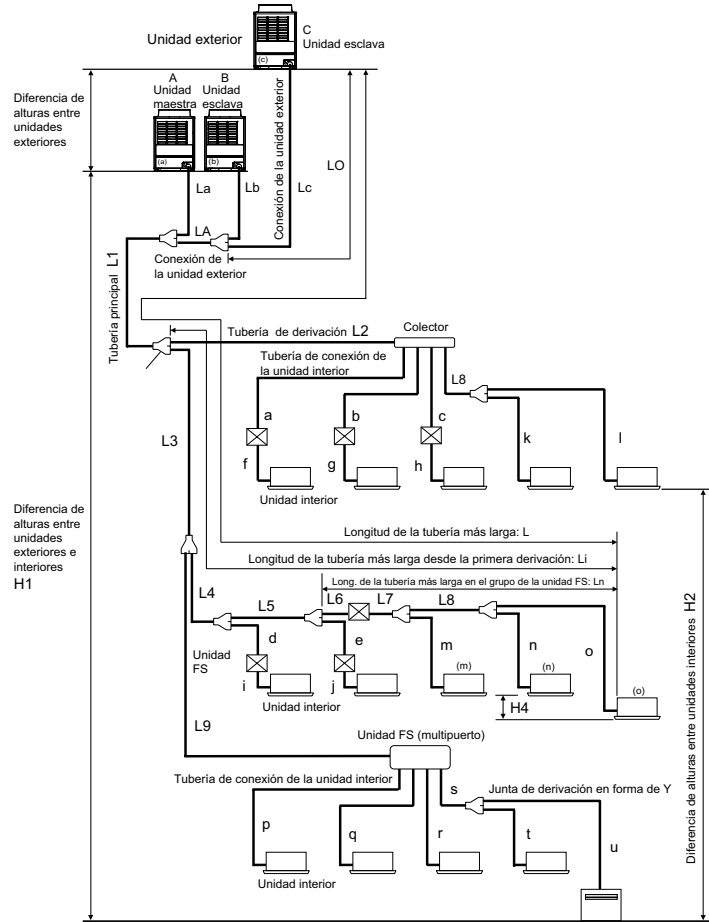 Unidad exterior
C
Unidad esclava
(c)
Diferencia de
alturas entre
unidades
exteriores
A
Unidad
maestra
B
Unidad
esclava
(a)
(b)
La
Lb
Conexión de la unidad exterior
Lc
LO
LA
Conexión de
la unidad exterior
Tubería principal L1
Tubería de derivación L2
Colector
Tubería de conexión de
la unidad interior
L8
a
b
c
k
l
L3
f
g
h
Unidad interior
Diferencia de
alturas entre
unidades
exteriores e
interiores
H1
Longitud de la tubería más larga: L
Longitud de la tubería más larga desde la primera derivación: Li
Long. de la tubería más larga en el grupo de la unidad FS: Ln
L4
L5
L6
L7
L8
d
e
m
n
o
Unidad
FS
i
j
(m)
(n)
(o)
Unidad interior
H4
Diferencia de alturas entre unidades interiores H2
L9
Unidad FS (multipuerto)
Tubería de conexión de la unidad interior
s
Junta de derivación en forma de Y
p
q
r
t
u
Unidad interior